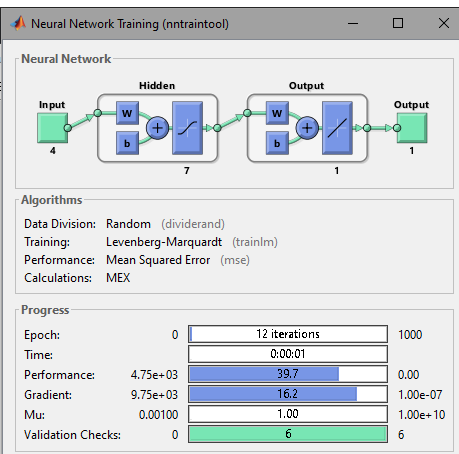 Neural Network Training (nntraintool)
Neural Network
Hidden Output
Input Output
W W
+ +
b b
4 1
7 1
Algorithms
Data Division: Random (dividerand)
Training: Levenberg-Marquardt (trainlm)
Performance: Mean Squared Error (mse)
Calculations: MEX
Progress
Epoch: 0 12 iterations 1000
Time: 0:00:01
Performance: 4.75e+03 39.7 0.00
Gradient: 9.75e+03 16.2 1.00e-07
Mu: 0.00100 1.00 1.00e+10
Validation Checks: 0 6 6